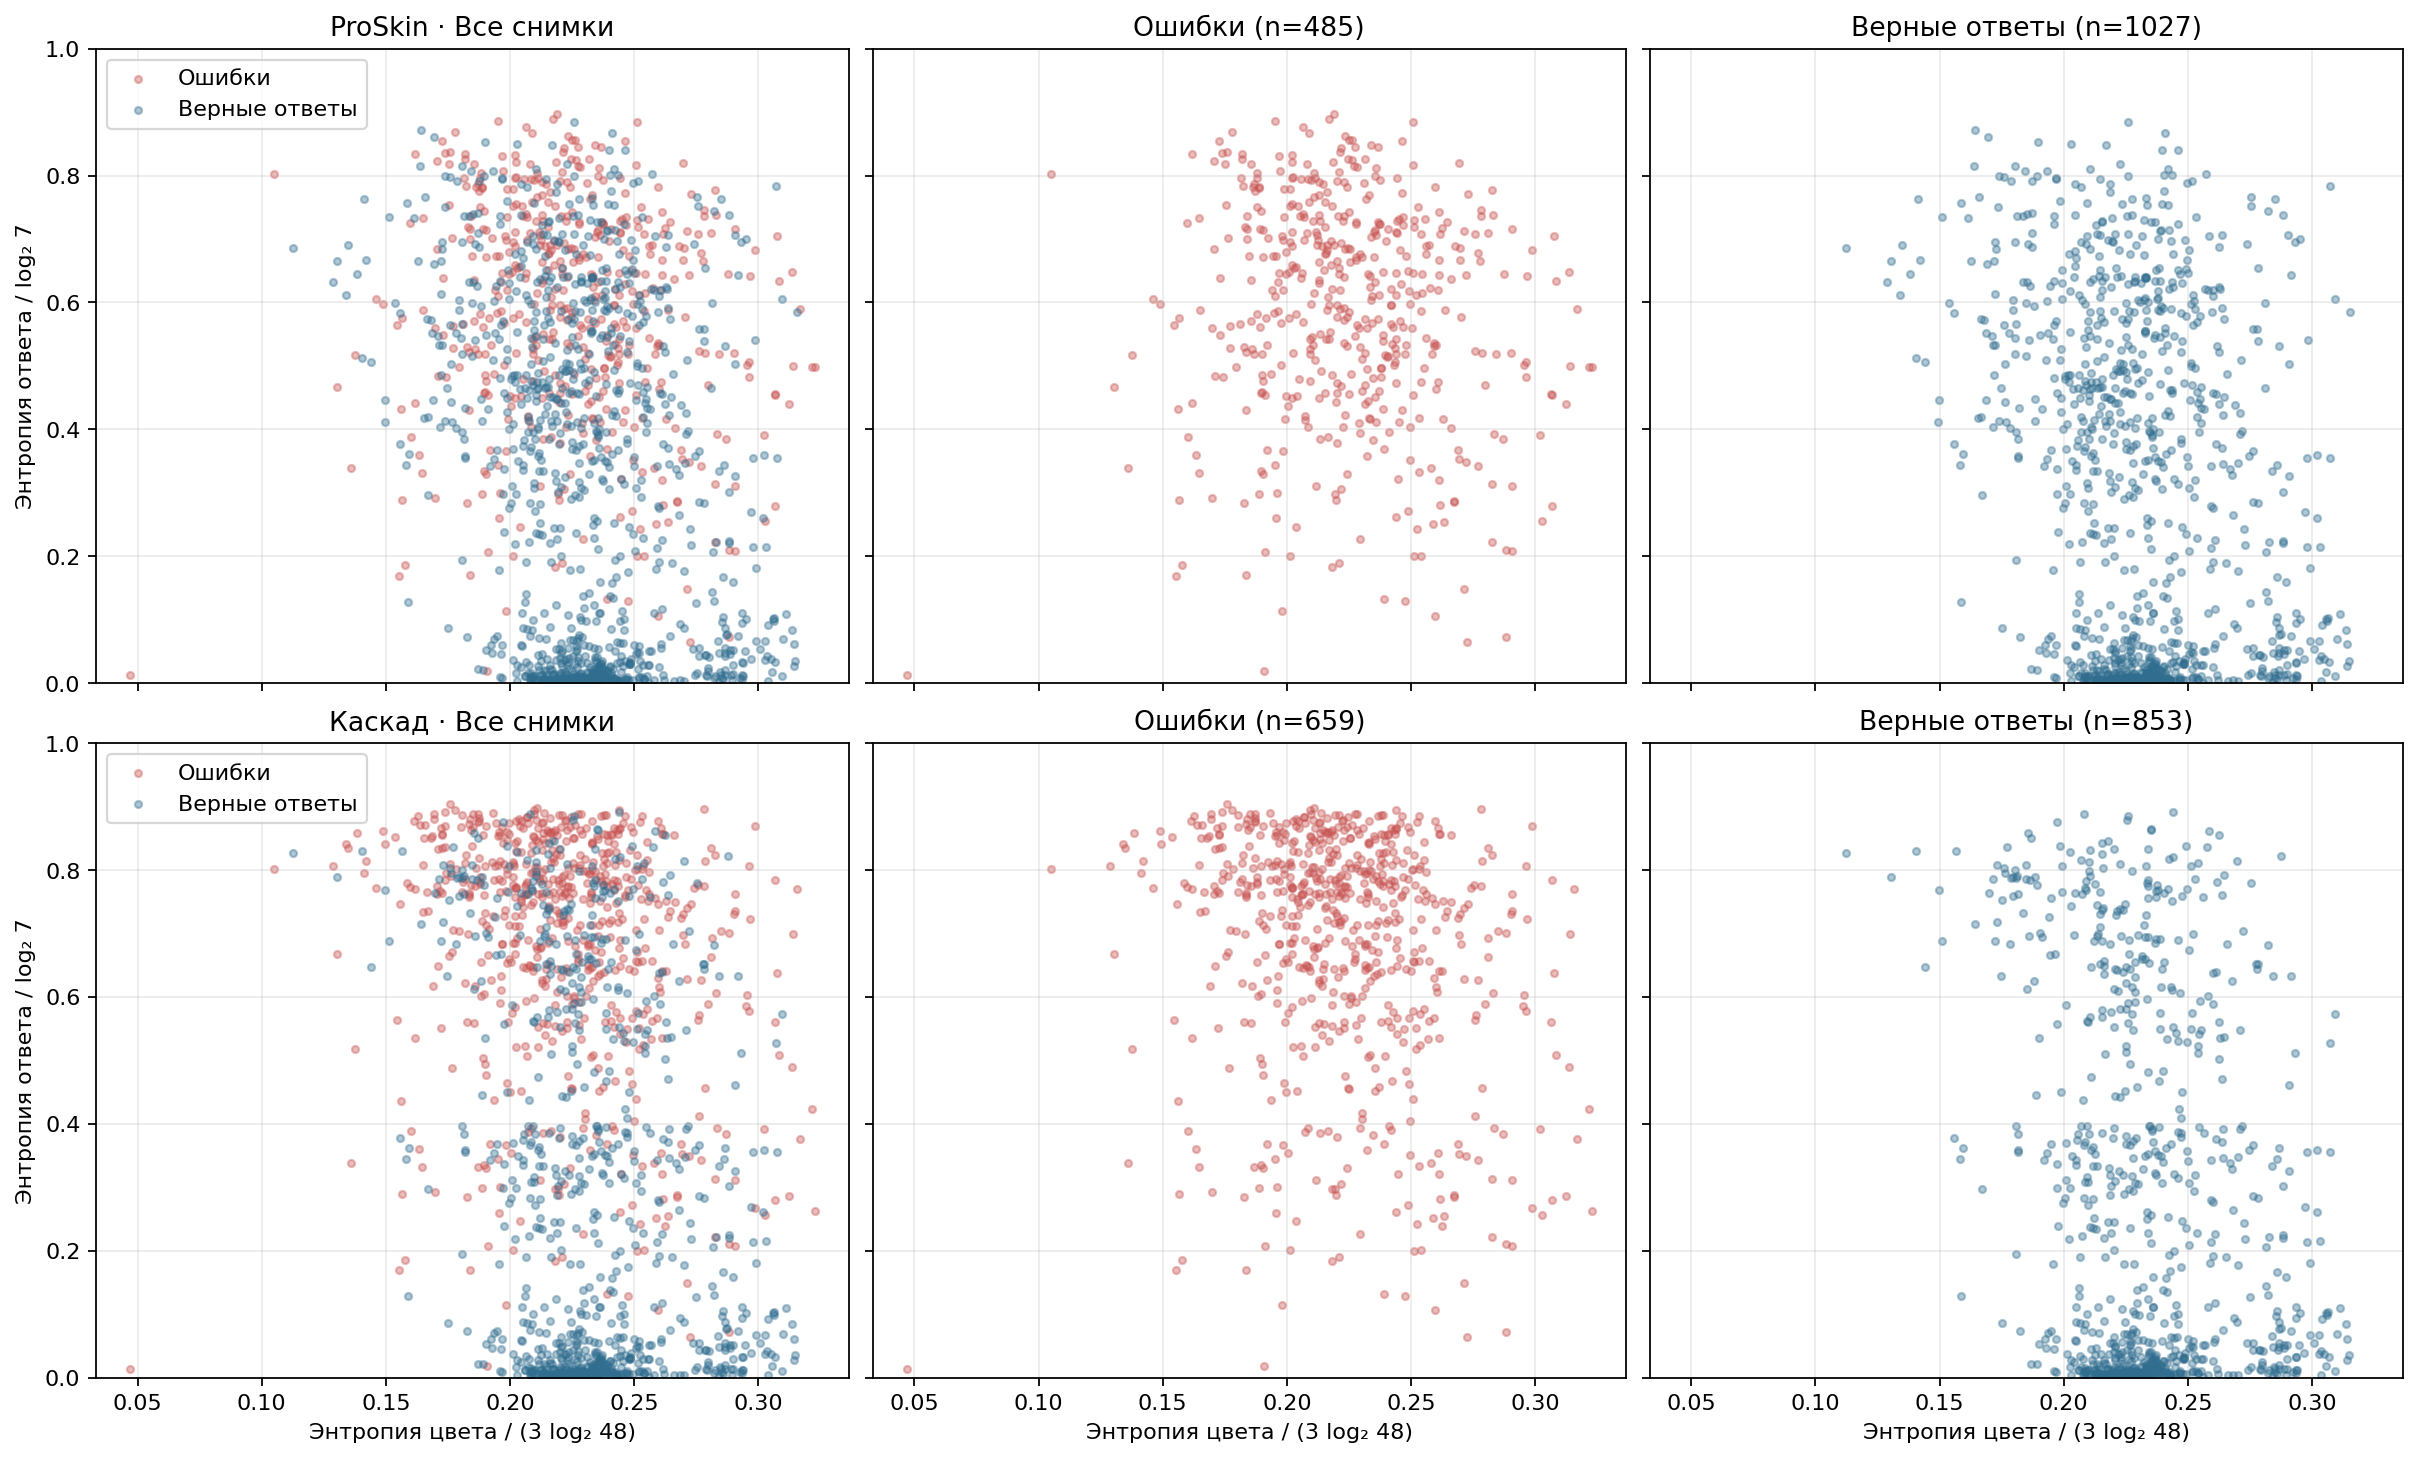 ProSkin · Все снимки
Ошибки (n=485)
Верные ответы (n=1027)
Ошибки
Верные ответы
Энтропия ответа / log₂ 7
1.0
0.8
0.6
0.4
0.2
0.0
Каскад · Все снимки
Ошибки (n=659)
Верные ответы (n=853)
Ошибки
Верные ответы
Энтропия ответа / log₂ 7
1.0
0.8
0.6
0.4
0.2
0.0
0.05 0.10 0.15 0.20 0.25 0.30
0.05 0.10 0.15 0.20 0.25 0.30
0.05 0.10 0.15 0.20 0.25 0.30
Энтропия цвета / (3 log₂ 48)
Энтропия цвета / (3 log₂ 48)
Энтропия цвета / (3 log₂ 48)